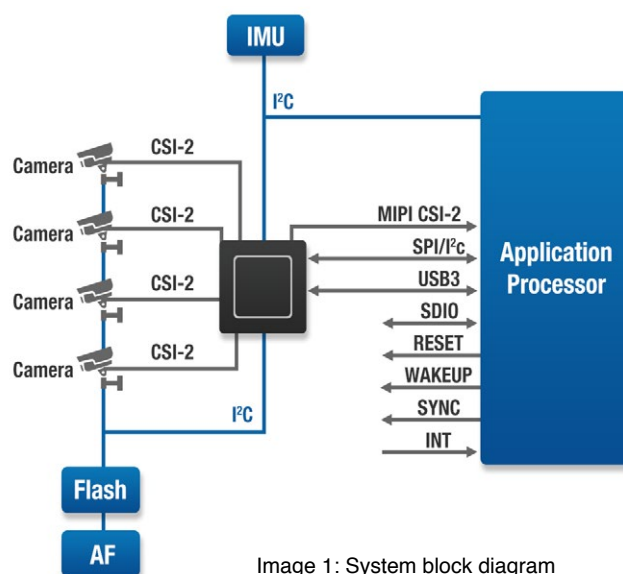 IMU
I²C
CSI-2
Camera
CSI-2
Camera
CSI-2
Camera
CSI-2
Camera
I²C
Flash
AF
MIPI CSI-2
SPI/I²c
USB3
SDIO
RESET
WAKEUP
SYNC
INT
Application
Processor
Image 1: System block diagram